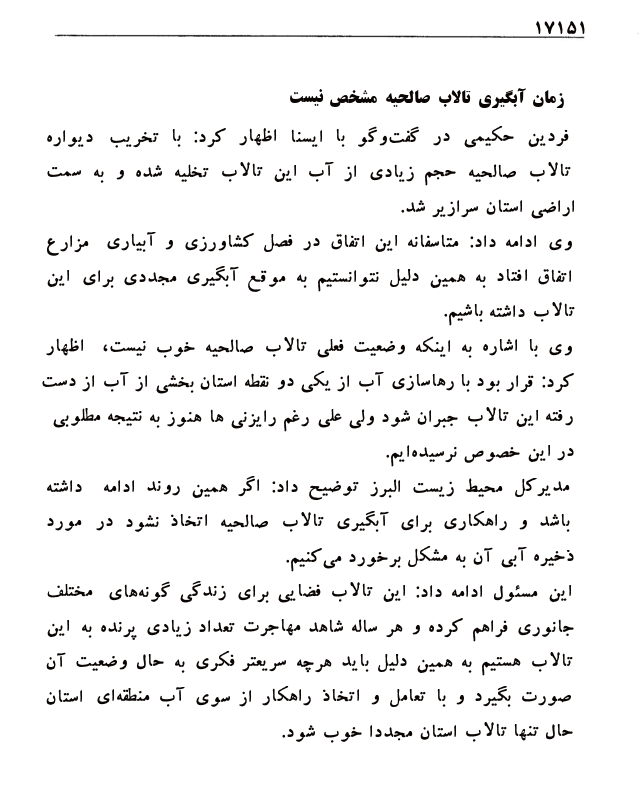 ۱۷۱۵۱
زمان آبگیری تالاب صالحیه مشخص نیست
فردین حکیمی در گفت‌وگو با ایسنا اظهار کرد: با تخریب دیواره
تالاب صالحیه حجم زیادی از آب این تالاب تخلیه شده و به سمت
اراضی استان سرازیر شد.
وی ادامه داد: متاسفانه این اتفاق در فصل کشاورزی و آبیاری مزارع
اتفاق افتاد به همین دلیل نتوانستیم به موقع آبگیری مجددی برای این
تالاب داشته باشیم.
وی با اشاره به اینکه وضعیت فعلی تالاب صالحیه خوب نیست، اظهار
کرد: قرار بود با رهاسازی آب از یکی دو نقطه استان بخشی از آب از دست
رفته این تالاب جبران شود ولی علی رغم رایزنی ها هنوز به نتیجه مطلوبی
در این خصوص نرسیده‌ایم.
مدیرکل محیط زیست البرز توضیح داد: اگر همین روند ادامه داشته
باشد و راهکاری برای آبگیری تالاب صالحیه اتخاذ نشود در مورد
ذخیره آبی آن به مشکل برخورد می‌کنیم.
این مسئول ادامه داد: این تالاب فضایی برای زندگی گونه‌های مختلف
جانوری فراهم کرده و هر ساله شاهد مهاجرت تعداد زیادی پرنده به این
تالاب هستیم به همین دلیل باید هرچه سریعتر فکری به حال وضعیت آن
صورت بگیرد و با تعامل و اتخاذ راهکار از سوی آب منطقه‌ای استان
حال تنها تالاب استان مجددا خوب شود.